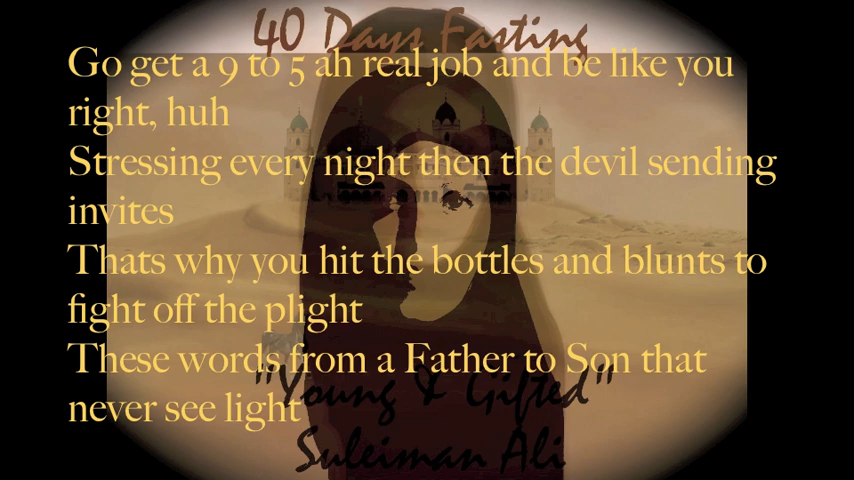 40 Days Fasting
Go get a 9 to 5 ah real job and be like you
right, huh
Stressing every night then the devil sending
invites
Thats why you hit the bottles and blunts to
fight off the plight
These words from a Father to Son that
never see light
"Young & Gifted"
Suleiman Ali